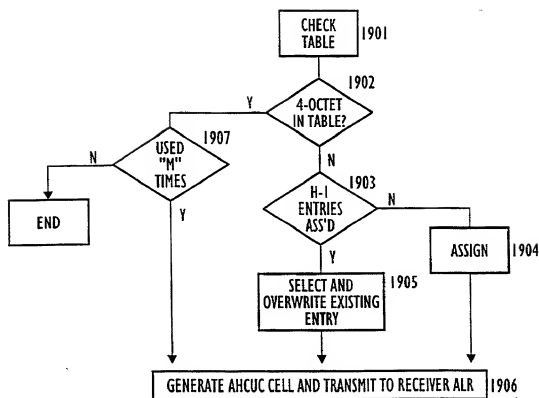 CHECK
TABLE
1901
1902
4-OCTET
IN TABLE?
Y
1907
USED
"M"
TIMES
N
N
1903
H-1
ENTRIES
ASS'D
N
END
Y
Y
ASSIGN
1904
SELECT AND
OVERWRITE EXISTING
ENTRY
1905
GENERATE AHCUC CELL AND TRANSMIT TO RECEIVER ALR
1906